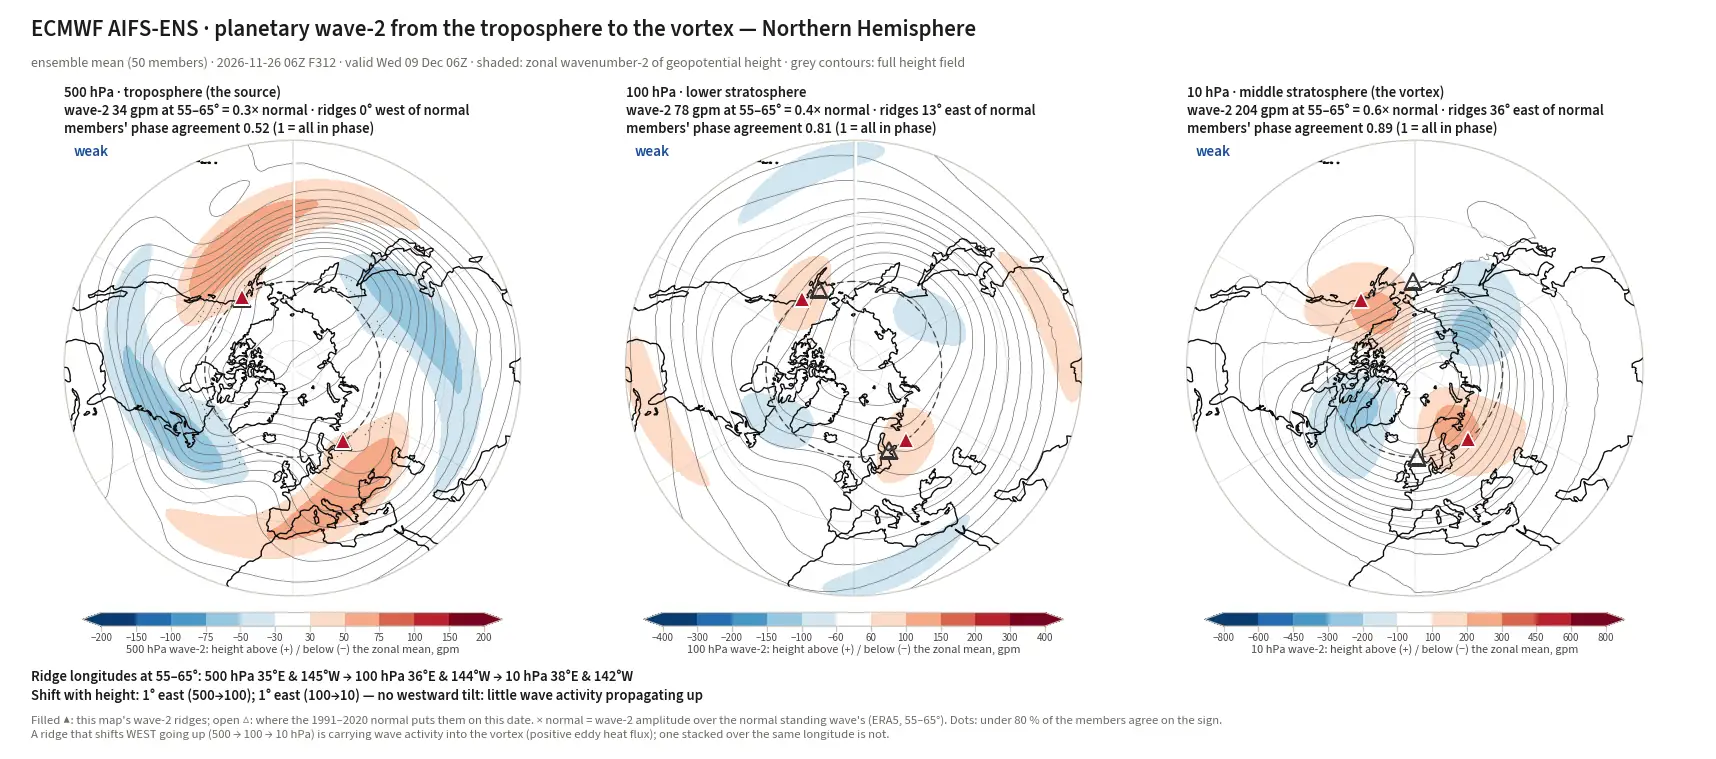 ECMWF AIFS-ENS · planetary wave-2 from the troposphere to the vortex — Northern Hemisphere
ensemble mean (50 members) · 2026-11-26 06Z F312 · valid Wed 09 Dec 06Z · shaded: zonal wavenumber-2 of geopotential height · grey contours: full height field
500 hPa · troposphere (the source)
wave-2 34 gpm at 55–65° = 0.3× normal · ridges 0° west of normal
members' phase agreement 0.52 (1 = all in phase)
weak
100 hPa · lower stratosphere
wave-2 78 gpm at 55–65° = 0.4× normal · ridges 13° east of normal
members' phase agreement 0.81 (1 = all in phase)
weak
10 hPa · middle stratosphere (the vortex)
wave-2 204 gpm at 55–65° = 0.6× normal · ridges 36° east of normal
members' phase agreement 0.89 (1 = all in phase)
weak
−200 −150 −100 −75 −50 −30 30 50 75 100 150 200
500 hPa wave-2: height above (+) / below (−) the zonal mean, gpm
−400 −300 −200 −150 −100 −60 60 100 150 200 300 400
100 hPa wave-2: height above (+) / below (−) the zonal mean, gpm
−800 −600 −450 −300 −200 −100 100 200 300 450 600 800
10 hPa wave-2: height above (+) / below (−) the zonal mean, gpm
Ridge longitudes at 55–65°: 500 hPa 35°E & 145°W → 100 hPa 36°E & 144°W → 10 hPa 38°E & 142°W
Shift with height: 1° east (500→100); 1° east (100→10) — no westward tilt: little wave activity propagating up
Filled ▲: this map's wave-2 ridges; open △: where the 1991–2020 normal puts them on this date. × normal = wave-2 amplitude over the normal standing wave's (ERA5, 55–65°). Dots: under 80 % of the members agree on the sign.
A ridge that shifts WEST going up (500 → 100 → 10 hPa) is carrying wave activity into the vortex (positive eddy heat flux); one stacked over the same longitude is not.